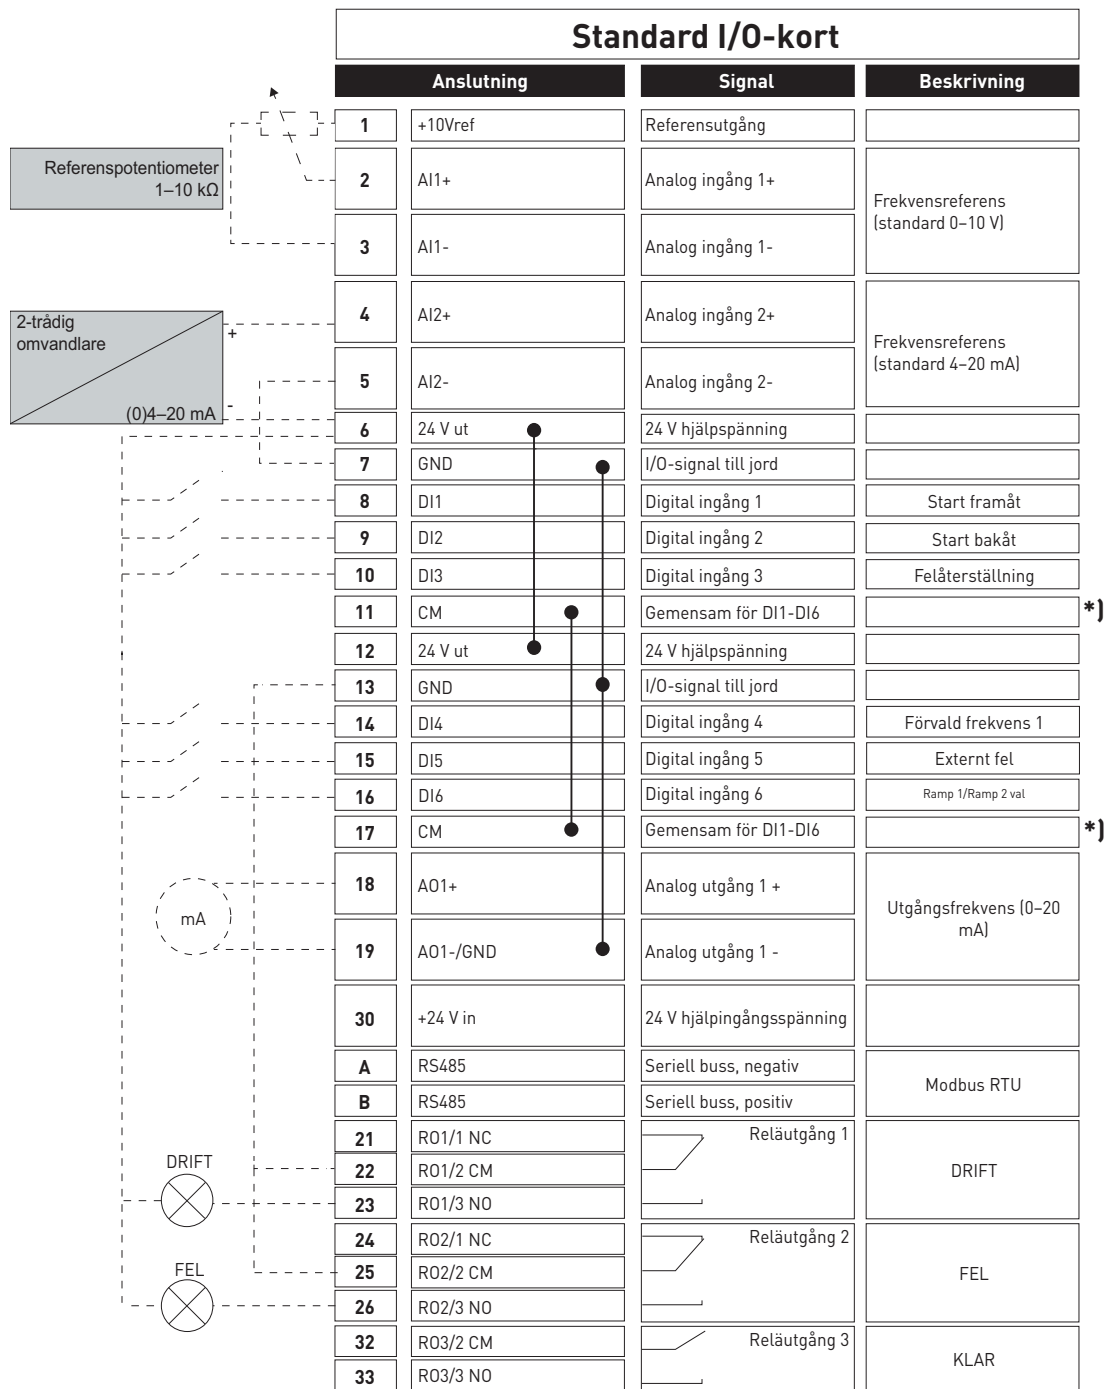 Standard I/O-kort
Anslutning Signal Beskrivning
1 +10Vref Referensutgång
Referenspotentiometer
1–10 kΩ
2 AI1+ Analog ingång 1+
Frekvensreferens
(standard 0–10 V)
3 AI1- Analog ingång 1-
2-trådig
omvandlare
+
-
(0)4–20 mA
4 AI2+ Analog ingång 2+
Frekvensreferens
(standard 4–20 mA)
5 AI2- Analog ingång 2-
6 24 V ut 24 V hjälpspänning
7 GND I/O-signal till jord
8 DI1 Digital ingång 1 Start framåt
9 DI2 Digital ingång 2 Start bakåt
10 DI3 Digital ingång 3 Felåterställning
11 CM Gemensam för DI1-DI6 *)
12 24 V ut 24 V hjälpspänning
13 GND I/O-signal till jord
14 DI4 Digital ingång 4 Förvald frekvens 1
15 DI5 Digital ingång 5 Externt fel
16 DI6 Digital ingång 6 Ramp 1/Ramp 2 val
17 CM Gemensam för DI1-DI6 *)
mA
18 AO1+ Analog utgång 1 +
Utgångsfrekvens (0–20
mA)
19 AO1-/GND Analog utgång 1 -
30 +24 V in 24 V hjälpingångsspänning
A RS485 Seriell buss, negativ
Modbus RTU
B RS485 Seriell buss, positiv
21 RO1/1 NC Reläutgång 1
DRIFT
22 RO1/2 CM DRIFT
23 RO1/3 NO
24 RO2/1 NC Reläutgång 2
FEL
25 RO2/2 CM FEL
26 RO2/3 NO
32 RO3/2 CM Reläutgång 3
KLAR
33 RO3/3 NO